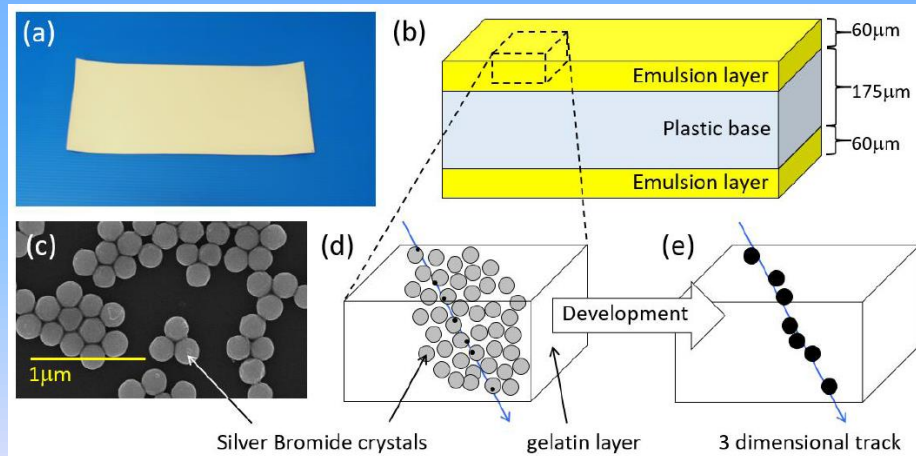 (a)
(b)
60μm
Emulsion layer
175μm
Plastic base
60μm
Emulsion layer
(c)
1μm
(d)
Development
(e)
Silver Bromide crystals
gelatin layer
3 dimensional track